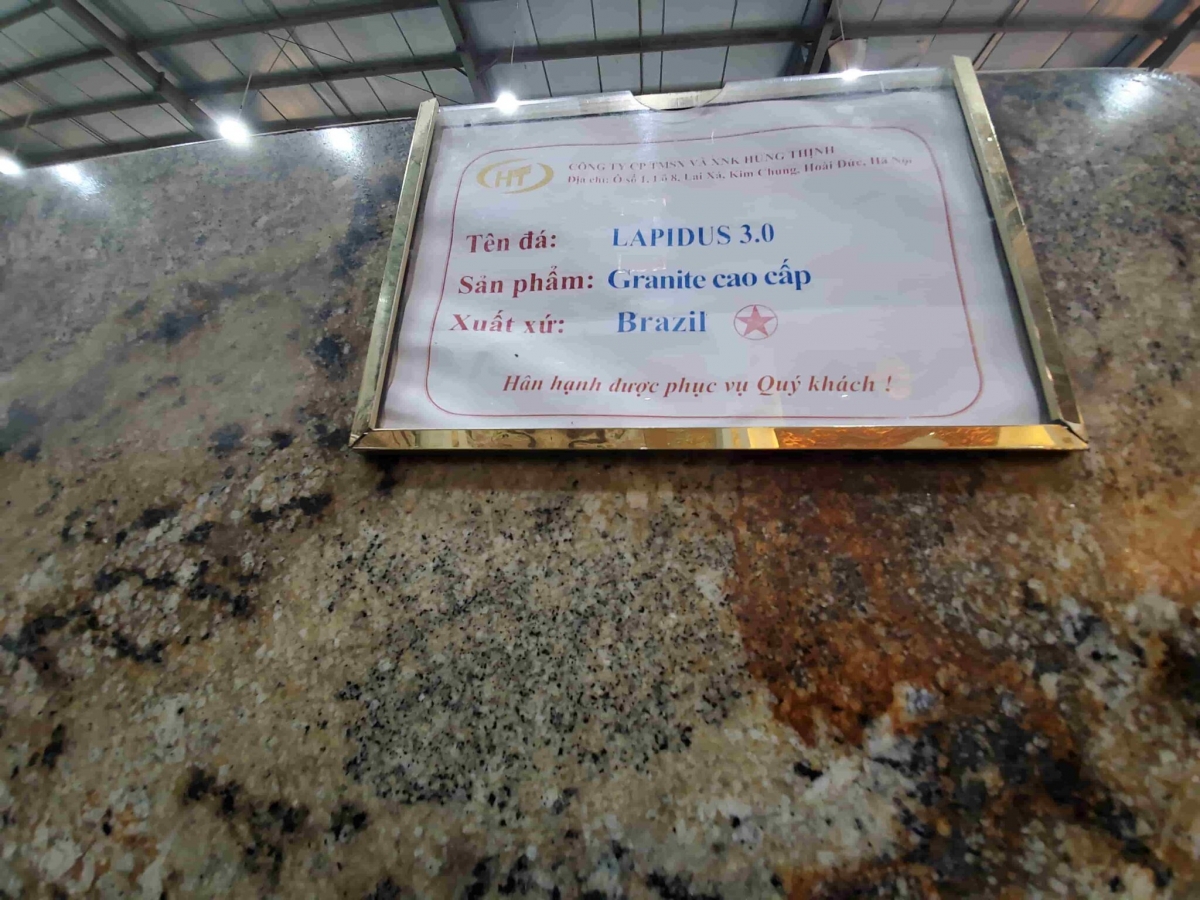 HT
CÔNG TY CP TMSX VÀ XNK HƯNG THỊNH
Địa chỉ: Ô số 1, Lô 8, Lai Xá, Kim Chung, Hoài Đức, Hà Nội
Tên đá: LAPIDUS 3.0
Sản phẩm: Granite cao cấp
Xuất xứ: Brazil
Hân hạnh được phục vụ Quý khách !